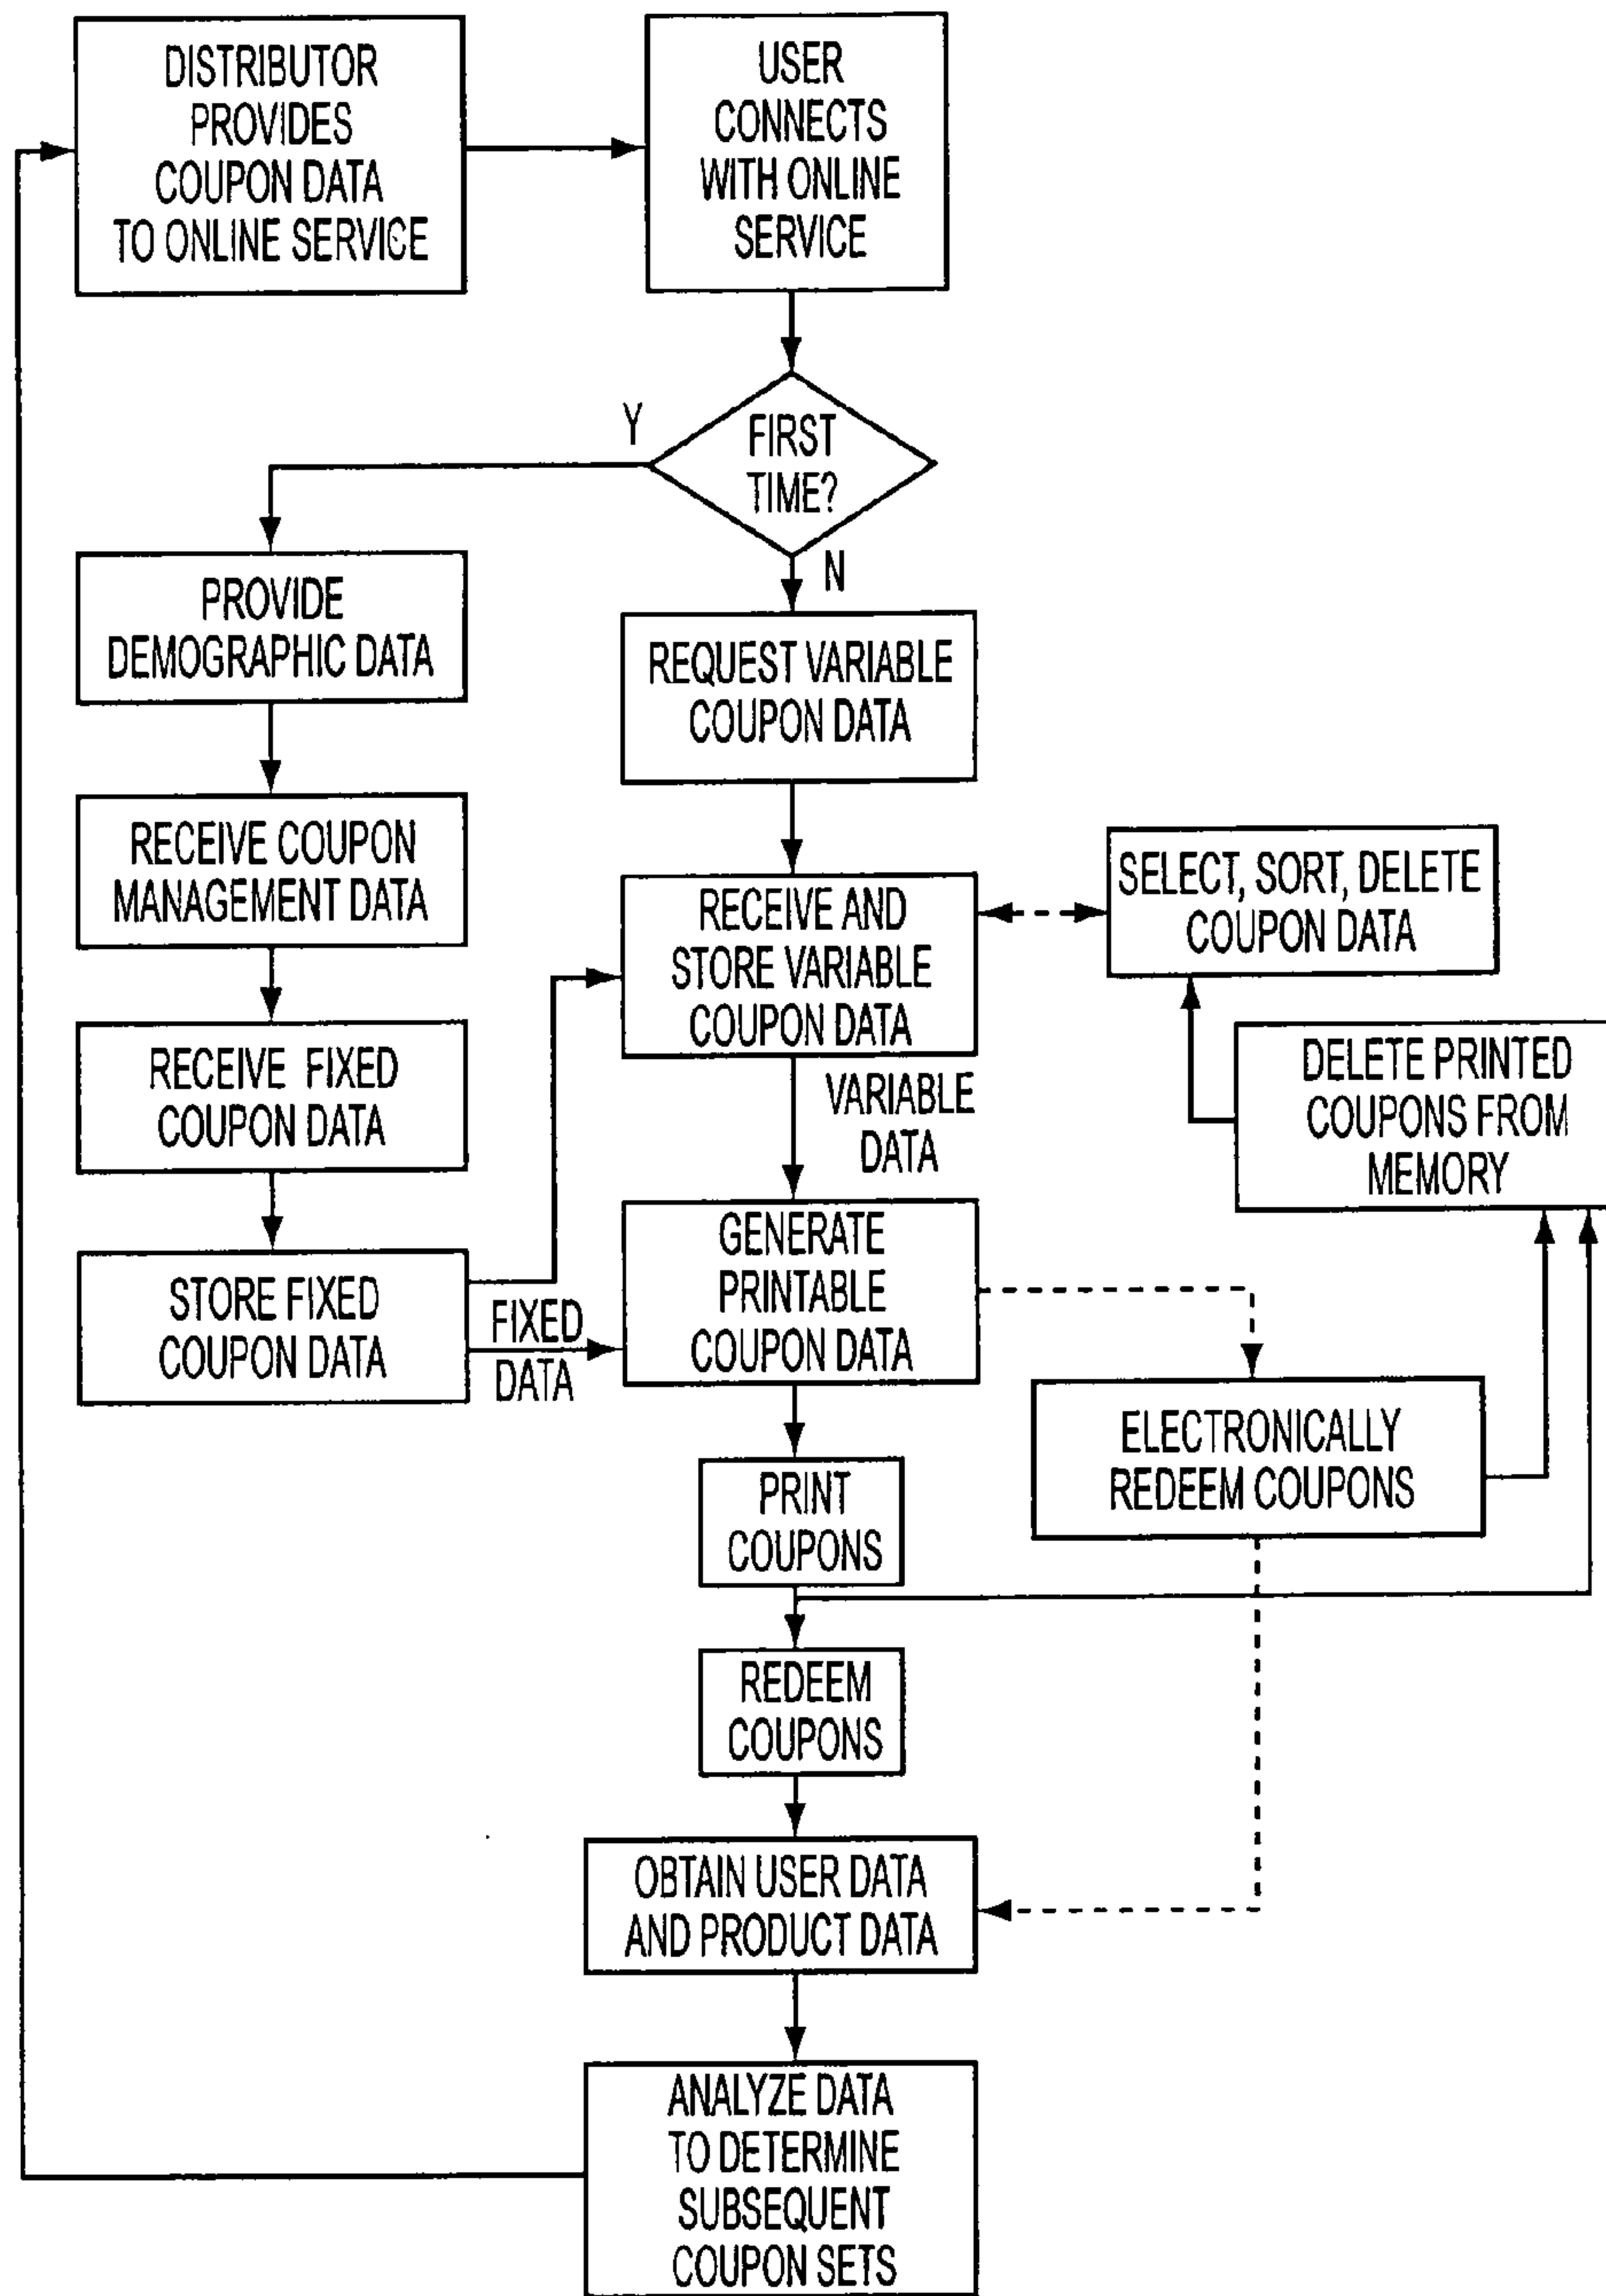 DISTRIBUTOR
PROVIDES
COUPON DATA
TO ONLINE SERVICE
USER
CONNECTS
WITH ONLINE
SERVICE
FIRST
TIME?
Y
N
PROVIDE
DEMOGRAPHIC DATA
REQUEST VARIABLE
COUPON DATA
RECEIVE COUPON
MANAGEMENT DATA
RECEIVE AND
STORE VARIABLE
COUPON DATA
SELECT, SORT, DELETE
COUPON DATA
RECEIVE FIXED
COUPON DATA
VARIABLE
DATA
DELETE PRINTED
COUPONS FROM
MEMORY
STORE FIXED
COUPON DATA
FIXED
DATA
GENERATE
PRINTABLE
COUPON DATA
ELECTRONICALLY
REDEEM COUPONS
PRINT
COUPONS
REDEEM
COUPONS
OBTAIN USER DATA
AND PRODUCT DATA
ANALYZE DATA
TO DETERMINE
SUBSEQUENT
COUPON SETS